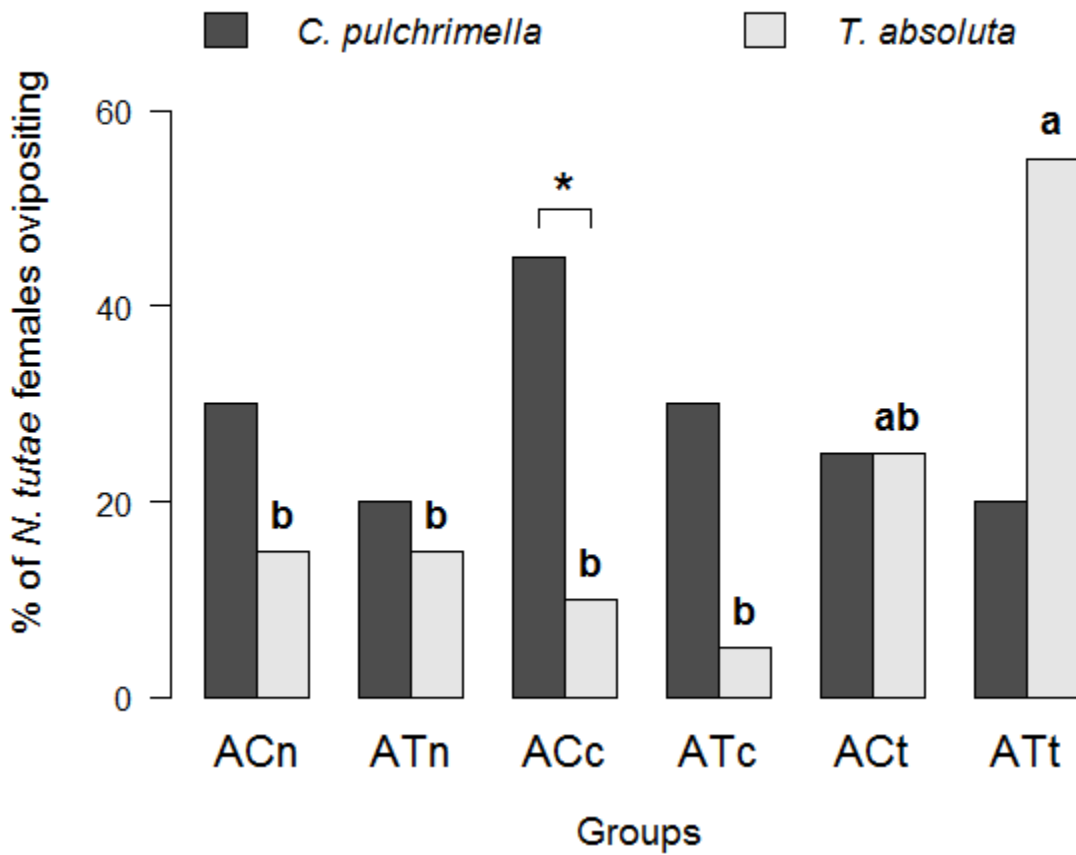 C. pulchrimella T. absoluta
% of N. tutae females ovipositing
60
40
20
0
*
b b b b ab a
ACn ATn ACc ATc ACt ATt
Groups